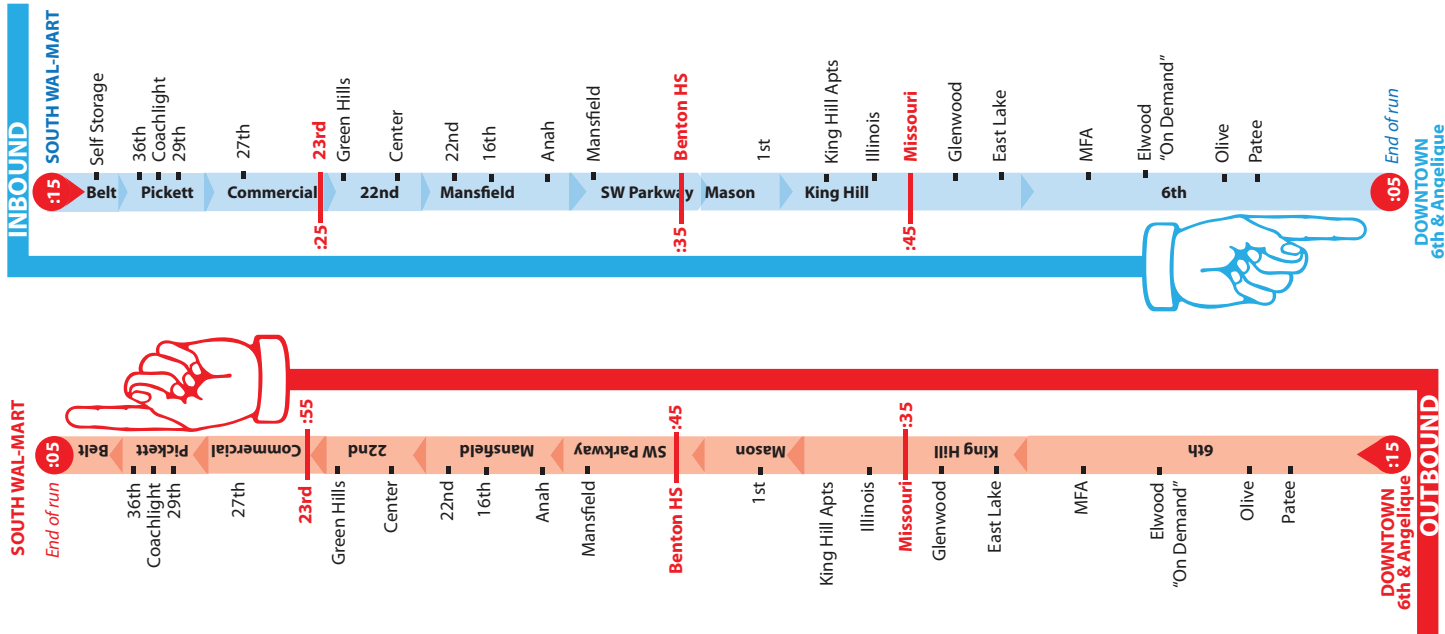 INBOUND
SOUTH WAL-MART
:15
Self Storage
36th
Coachlight
29th
27th
23rd
Green Hills
Center
22nd
16th
Anah
Mansfield
Benton HS
1st
King Hill Apts
Illinois
Missouri
Glenwood
East Lake
MFA
Elwood
"On Demand"
Olive
Patee
End of run
Belt
Pickett
Commercial
22nd
Mansfield
SW Parkway
Mason
King Hill
6th
:05
:25
:35
:45
DOWNTOWN
6th & Angelique
OUTBOUND
DOWNTOWN
6th & Angelique
:15
6th
King Hill
Mason
SW Parkway
Mansfield
22nd
Commercial
Pickett
Belt
:05
:35
:45
:55
Patee
Olive
Elwood
"On Demand"
MFA
East Lake
Glenwood
Missouri
Illinois
King Hill Apts
1st
Benton HS
Mansfield
Anah
16th
22nd
Center
Green Hills
23rd
27th
29th
Coachlight
36th
End of run
SOUTH WAL-MART